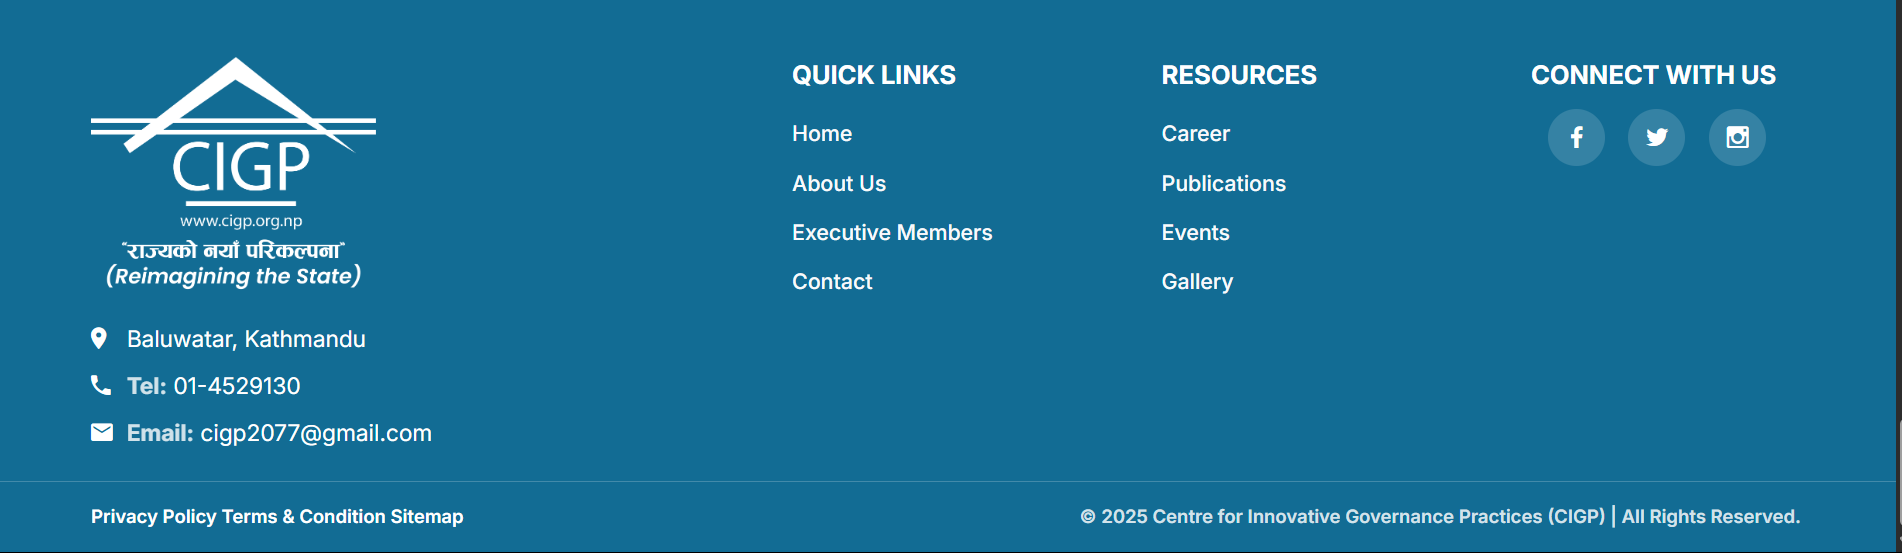 CIGP
www.cigp.org.np
"राज्यको नयाँ परिकल्पना"
(Reimagining the State)
Baluwatar, Kathmandu
Tel: 01-4529130
Email: cigp2077@gmail.com
QUICK LINKS
Home
About Us
Executive Members
Contact
RESOURCES
Career
Publications
Events
Gallery
CONNECT WITH US
Privacy Policy Terms & Condition Sitemap
© 2025 Centre for Innovative Governance Practices (CIGP) | All Rights Reserved.